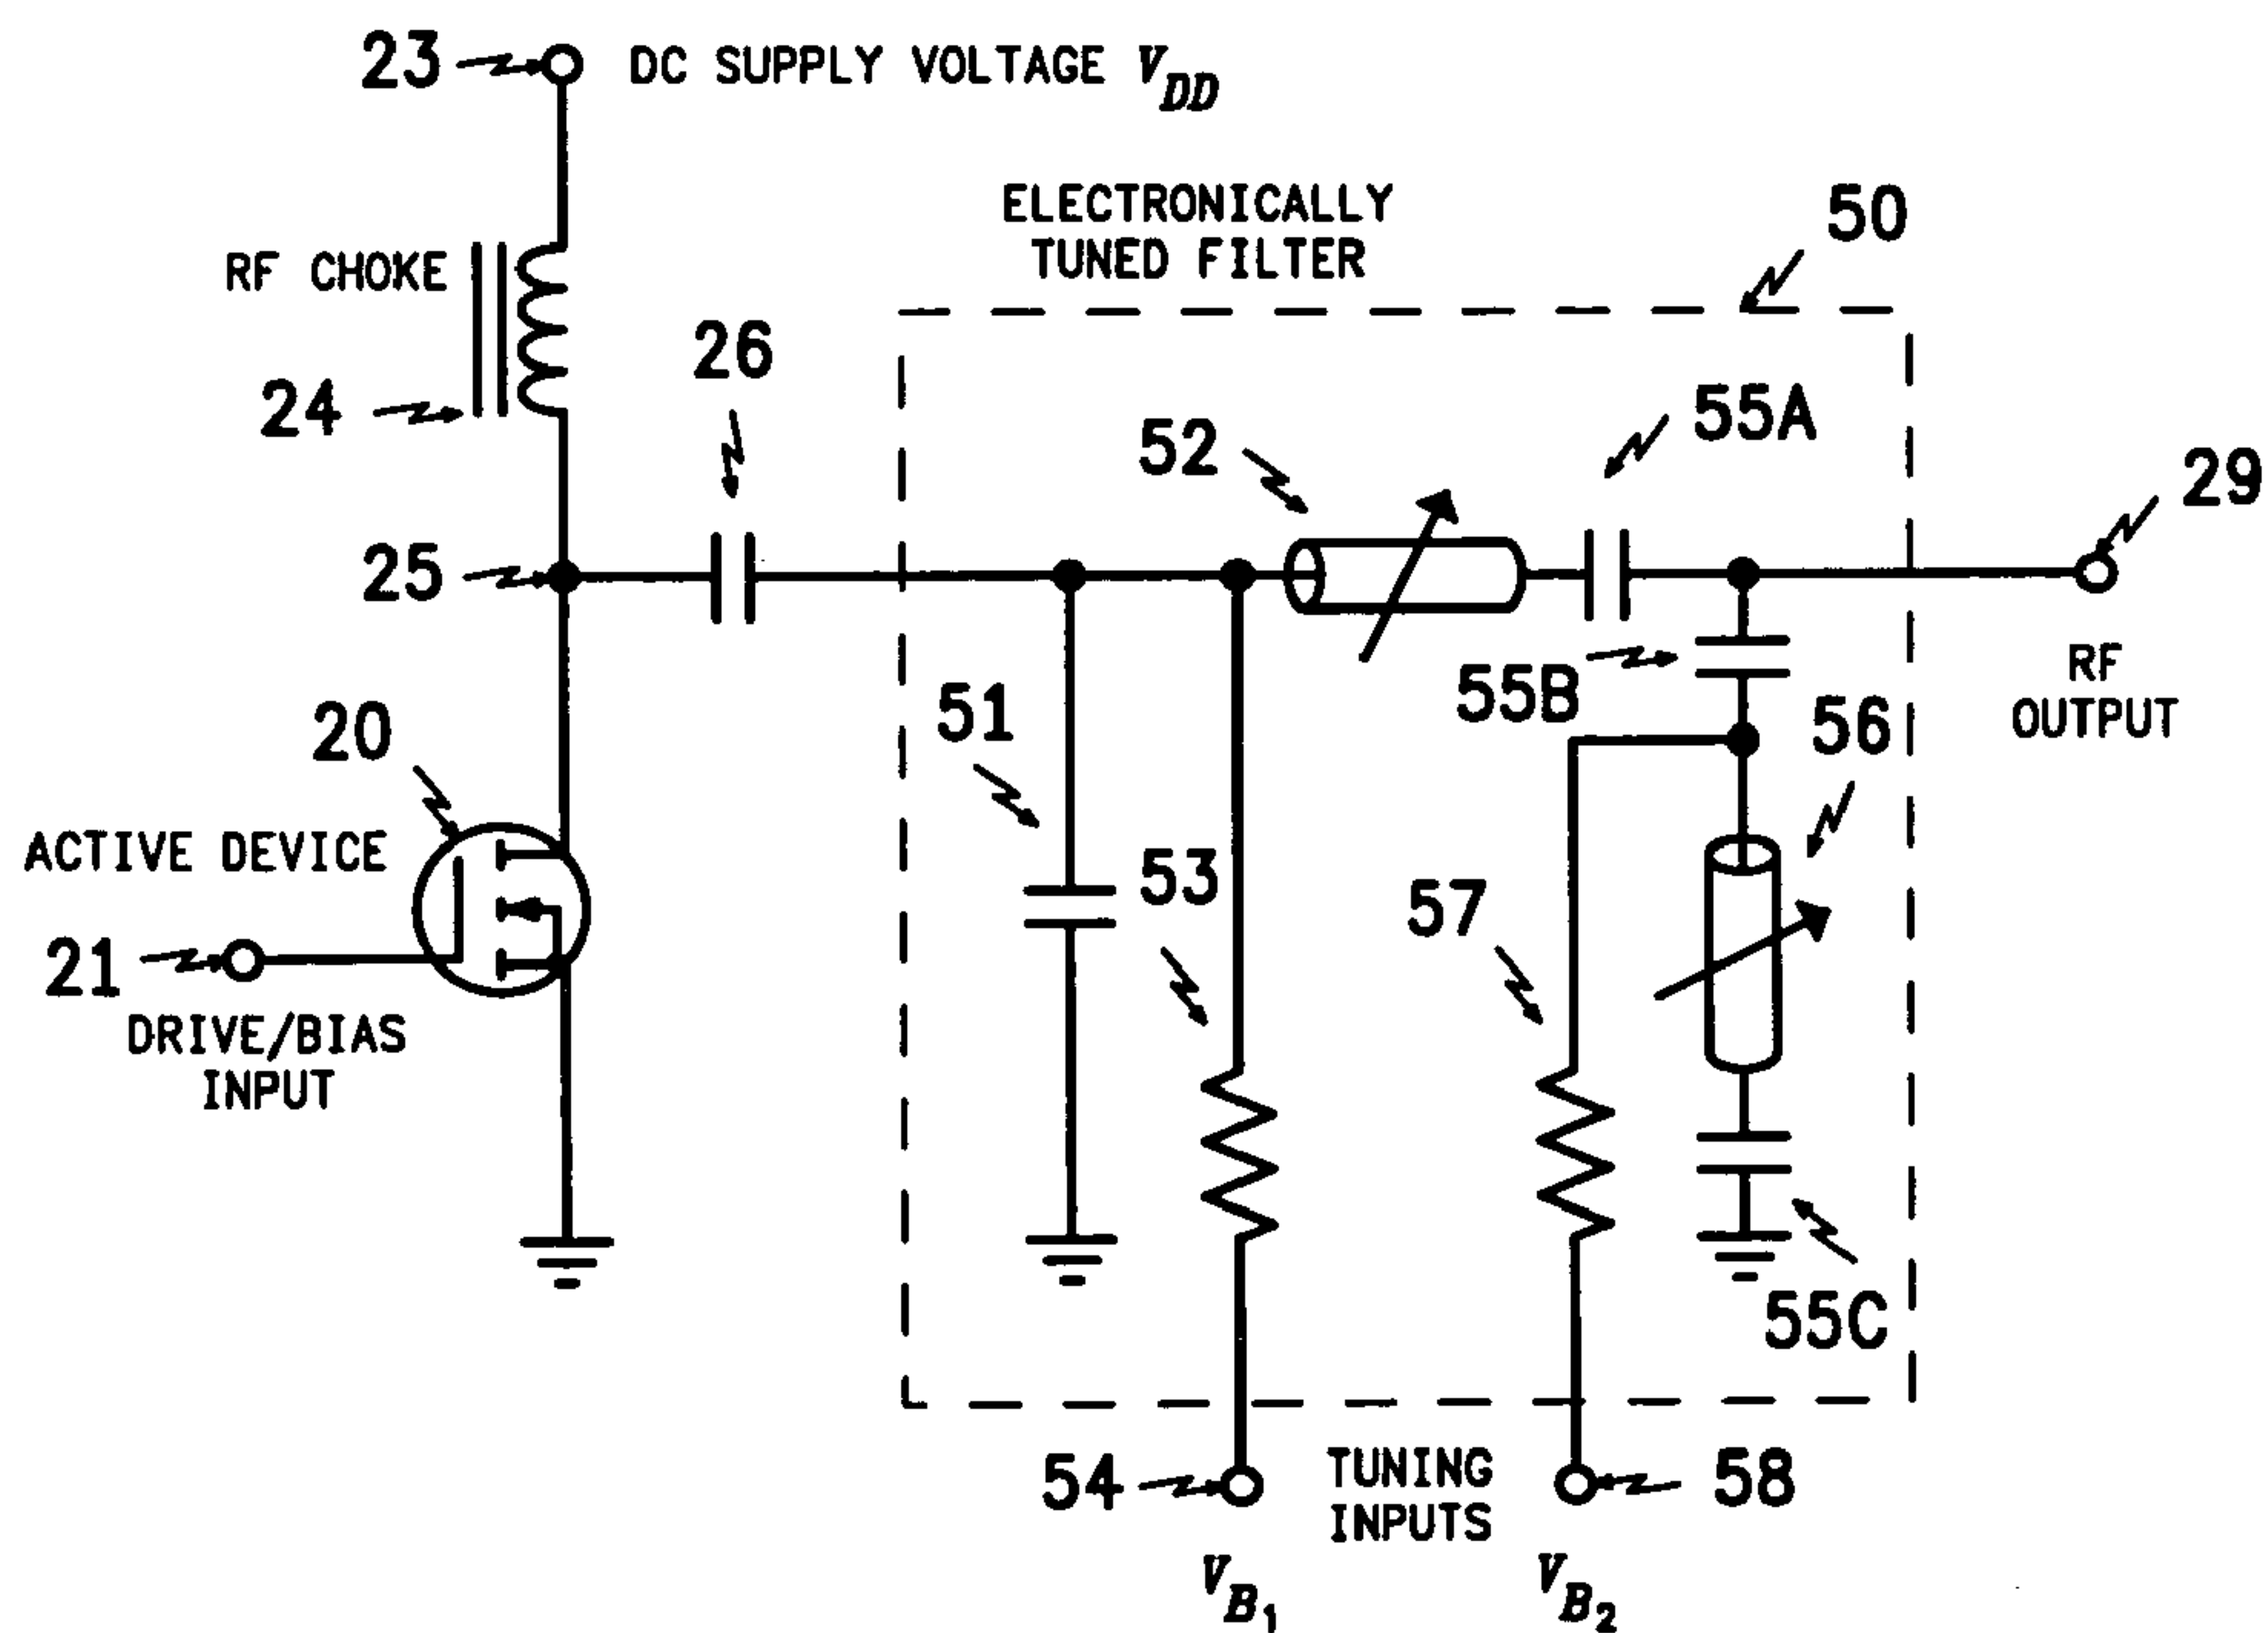 23
DC SUPPLY VOLTAGE V_DD
ELECTRONICALLY
TUNED FILTER
50
RF CHOKE
24
26
52
55A
29
25
RF
OUTPUT
55B
56
51
20
ACTIVE DEVICE
53
57
21
DRIVE/BIAS
INPUT
55C
54
TUNING
INPUTS
58
V_B1
V_B2